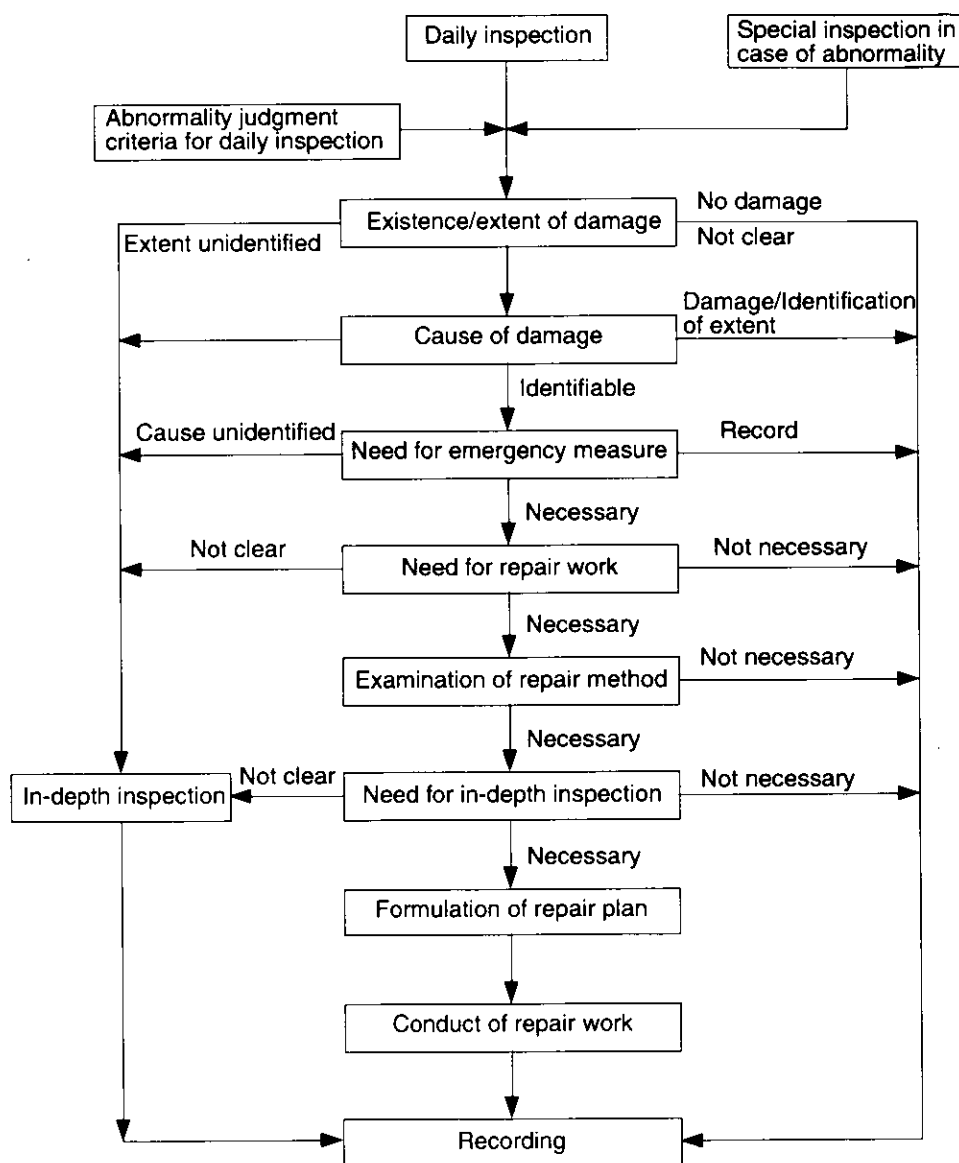 Daily inspection
Special inspection in
case of abnormality
Abnormality judgment
criteria for daily inspection
Existence/extent of damage
No damage
Not clear
Extent unidentified
Damage/Identification
of extent
Cause of damage
Identifiable
Cause unidentified
Need for emergency measure
Record
Necessary
Not clear
Need for repair work
Not necessary
Necessary
Examination of repair method
Not necessary
Necessary
In-depth inspection
Not clear
Need for in-depth inspection
Not necessary
Necessary
Formulation of repair plan
Conduct of repair work
Recording